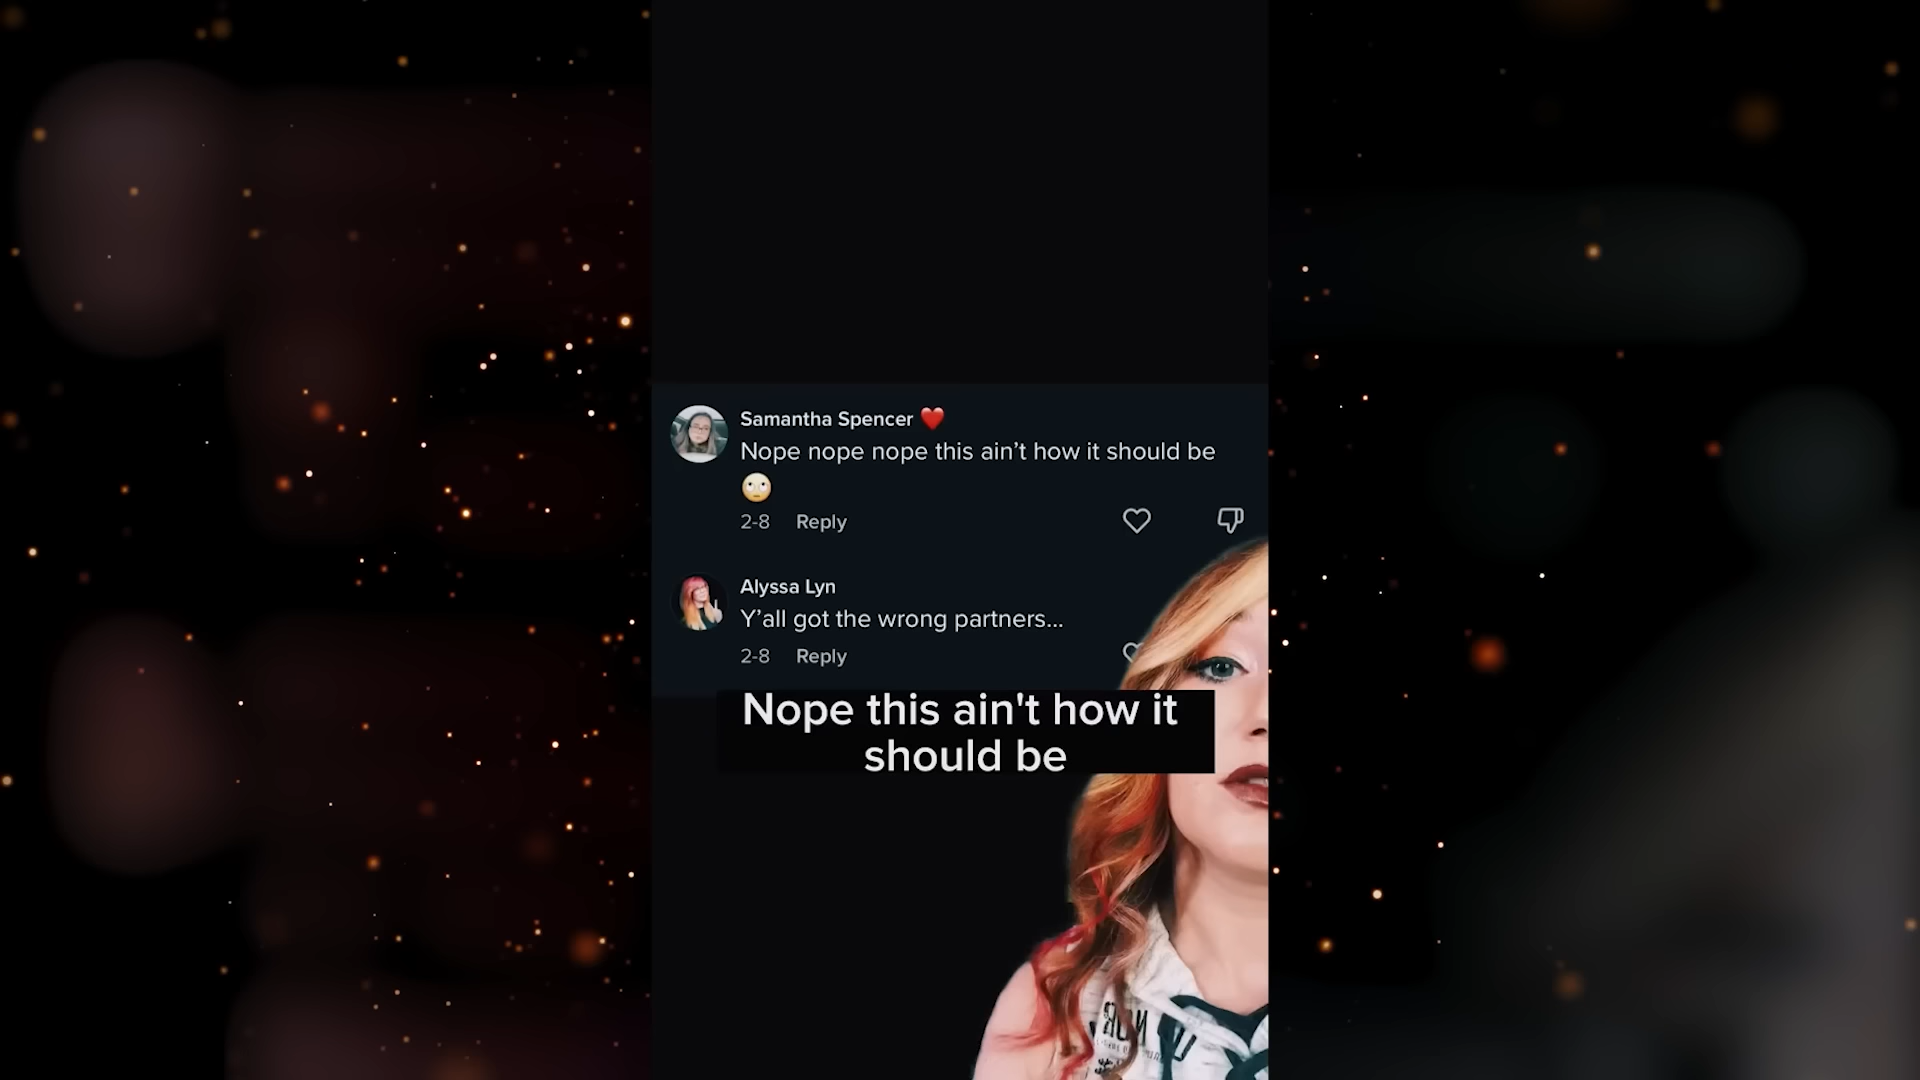 Samantha Spencer ❤️
Nope nope nope this ain’t how it should be
🙄
2-8 Reply
Alyssa Lyn
Y’all got the wrong partners...
2-8 Reply
Nope this ain't how it
should be